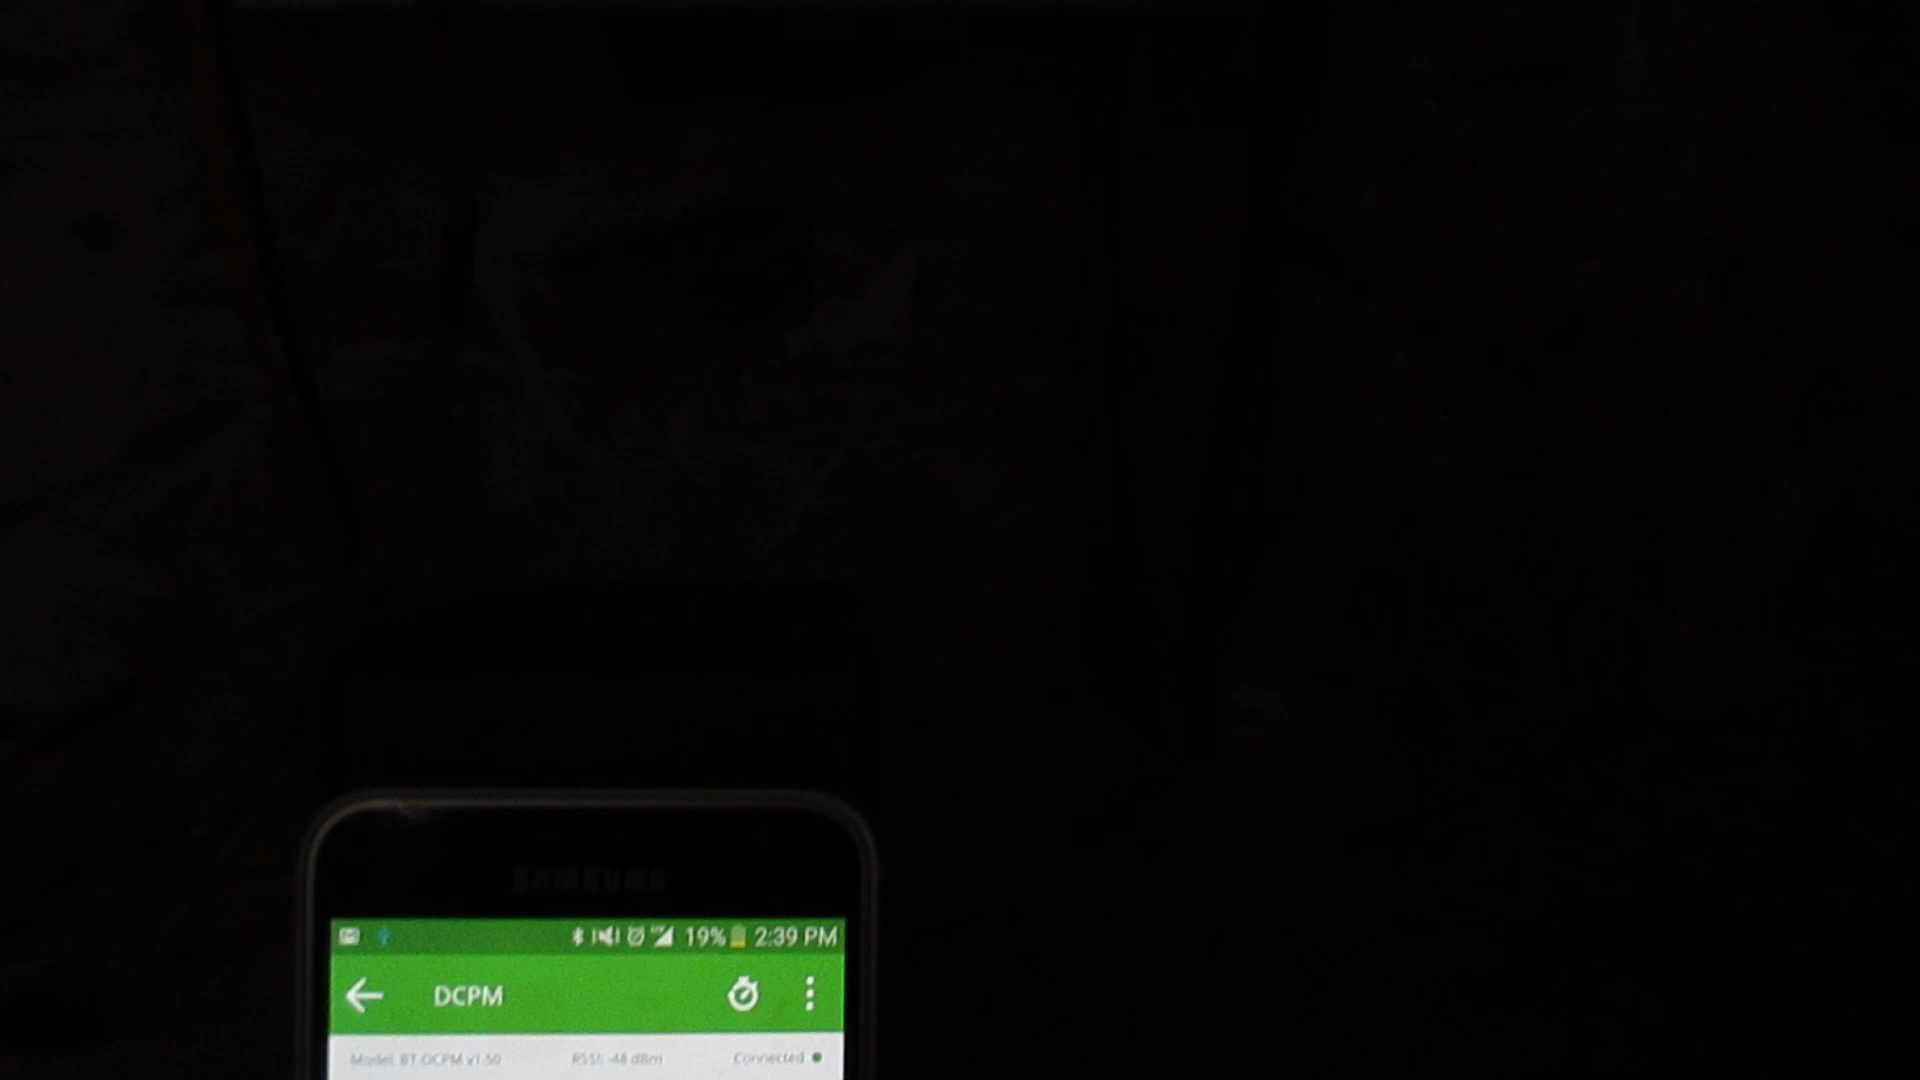 SAMSUNG
19% 2:39 PM
DCPM
Model: BT-DCPM v1.50 RSSI: -48 dBm Connected